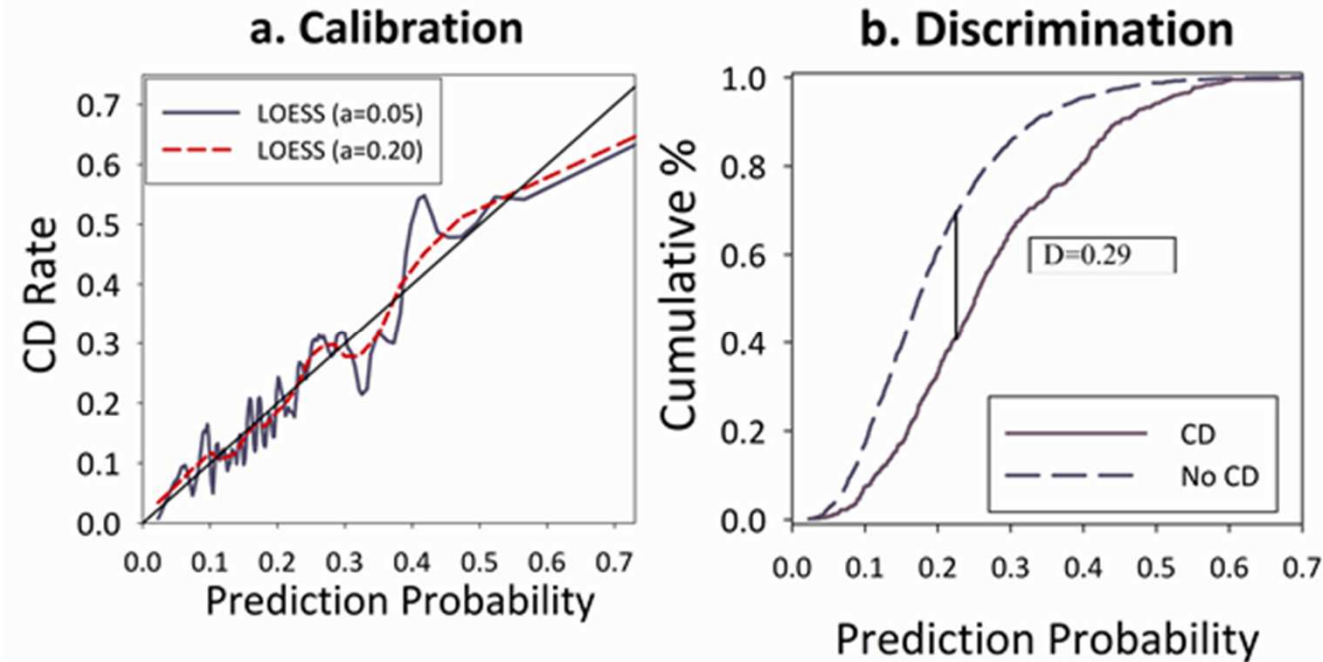 a. Calibration
LOESS (a=0.05)
LOESS (a=0.20)
CD Rate
0.7
0.6
0.5
0.4
0.3
0.2
0.1
0.0
0.0 0.1 0.2 0.3 0.4 0.5 0.6 0.7
Prediction Probability
b. Discrimination
Cumulative %
1.0
0.8
0.6
0.4
0.2
0.0
D=0.29
CD
No CD
0.0 0.1 0.2 0.3 0.4 0.5 0.6 0.7
Prediction Probability